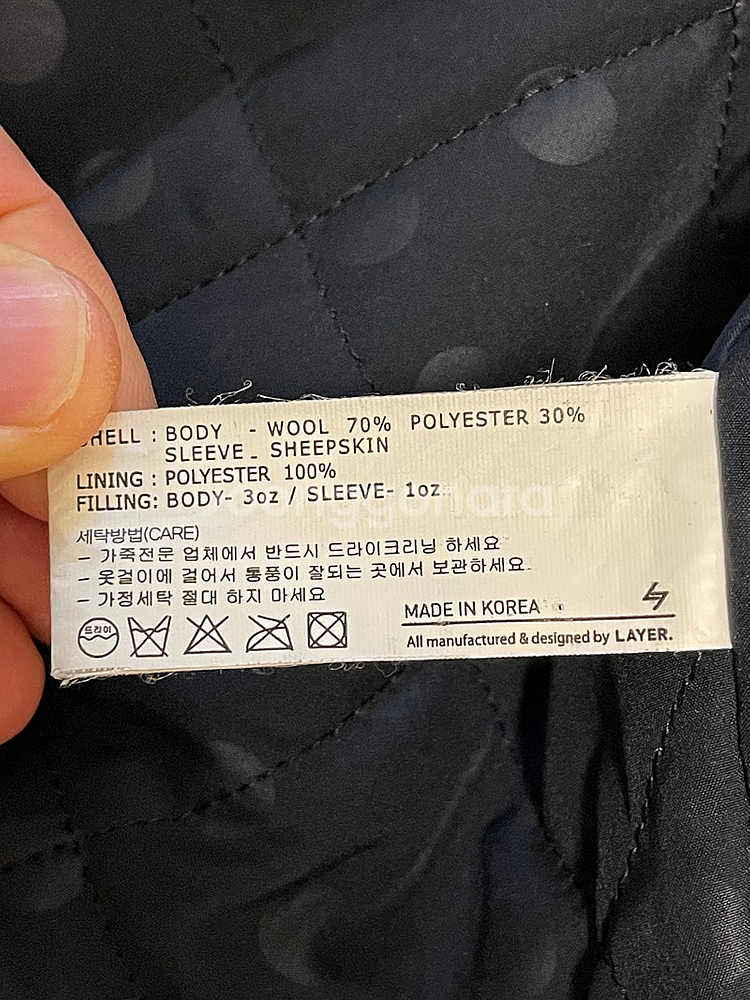 SHELL : BODY - WOOL 70% POLYESTER 30%
SLEEVE - SHEEPSKIN
LINING : POLYESTER 100%
FILLING: BODY- 3oz / SLEEVE- 1oz
세탁방법(CARE)
- 가죽전문 업체에서 반드시 드라이크리닝 하세요
- 옷걸이에 걸어서 통풍이 잘되는 곳에서 보관하세요
- 가정세탁 절대 하지 마세요
드라이
MADE IN KOREA
All manufactured & designed by LAYER.